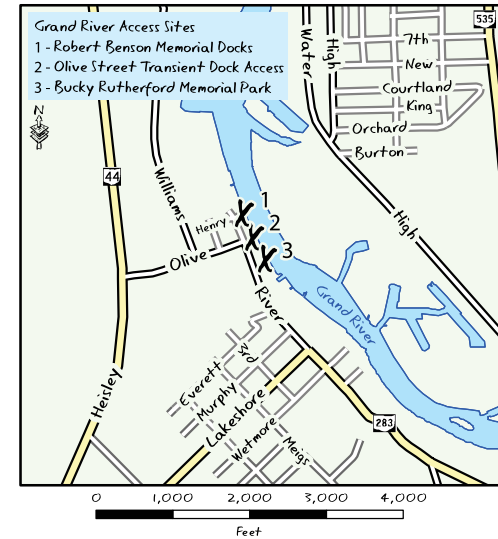 Grand River Access Sites
1 - Robert Benson Memorial Docks
2 - Olive Street Transient Dock Access
3 - Bucky Rutherford Memorial Park
535
7th
New
Courtland
King
Orchard
Burton
Water
High
N
44
Williams
1
Henry
2
3
High
Olive
River
Grand River
3rd
Everett
Murphy
Heisley
Lakeshore
283
Wetmore
Meigs
0 1,000 2,000 3,000 4,000
Feet